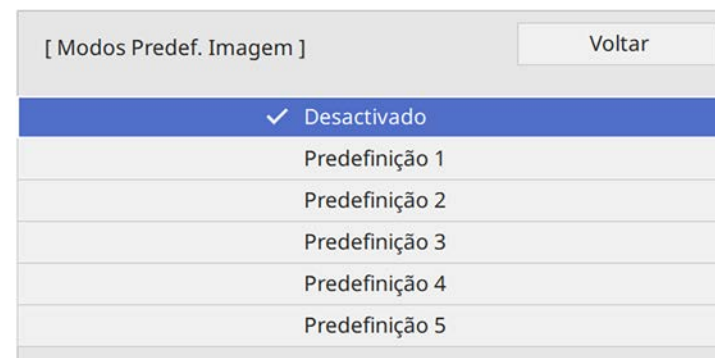 [ Modos Predef. Imagem ]
Voltar
Desactivado
Predefinição 1
Predefinição 2
Predefinição 3
Predefinição 4
Predefinição 5